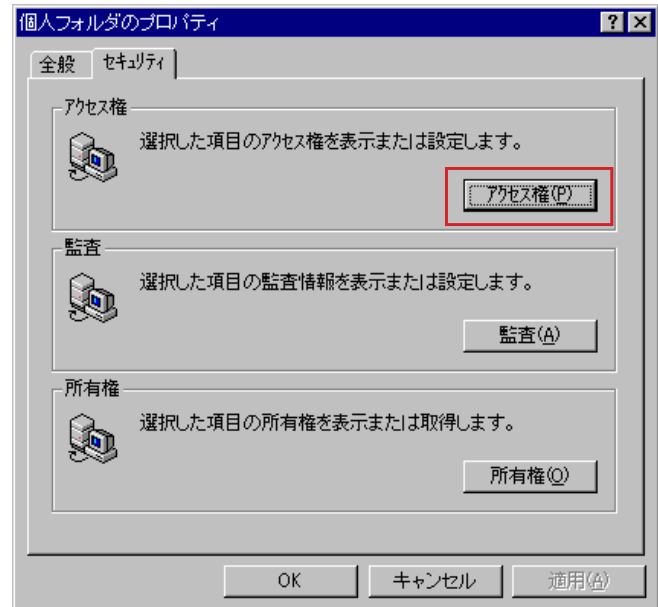 個人フォルダのプロパティ
全般 セキュリティ
アクセス権
選択した項目のアクセス権を表示または設定します。
アクセス権(P)
監査
選択した項目の監査情報を表示または設定します。
監査(A)
所有権
選択した項目の所有権を表示または取得します。
所有権(O)
OK キャンセル 適用(A)